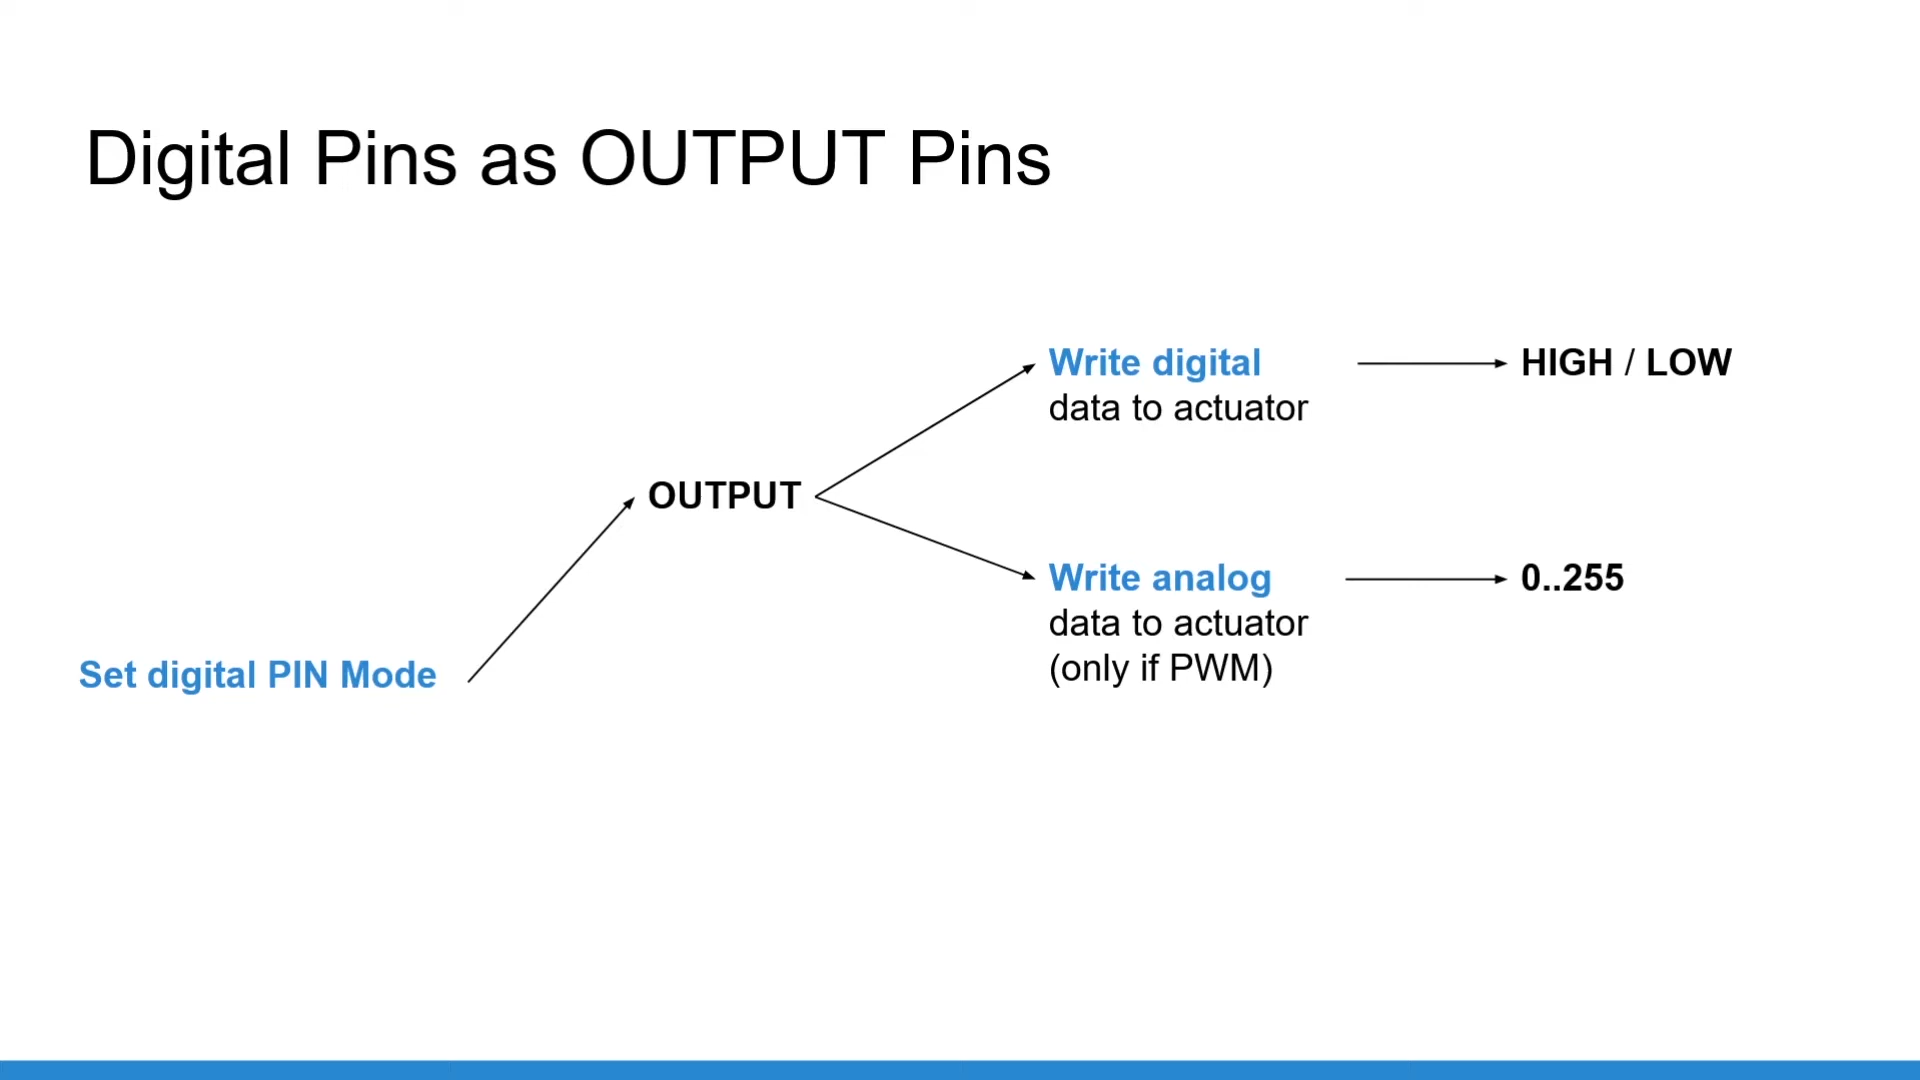 Digital Pins as OUTPUT Pins
Write digital
data to actuator
HIGH / LOW
OUTPUT
Write analog
data to actuator
(only if PWM)
0..255
Set digital PIN Mode